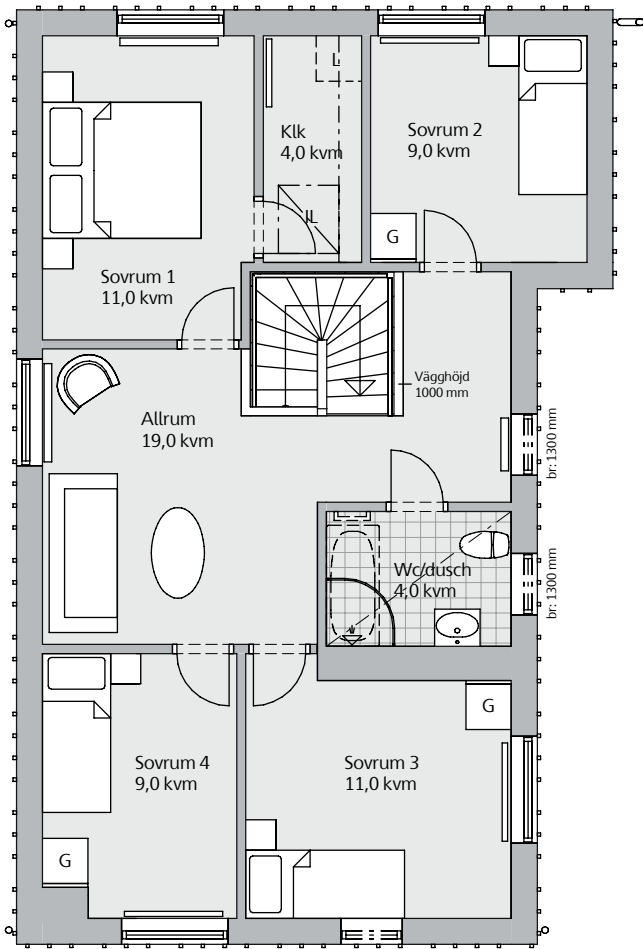 L
Klk
4,0 kvm
Sovrum 2
9,0 kvm
IL
G
Sovrum 1
11,0 kvm
Vägghöjd
1000 mm
Allrum
19,0 kvm
br: 1300 mm
Wc/dusch
4,0 kvm
br: 1300 mm
G
Sovrum 4
9,0 kvm
Sovrum 3
11,0 kvm
G